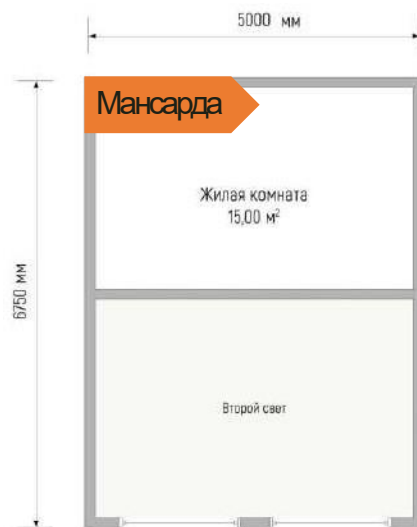 5000 мм
Мансарда
Жилая комната
15,00 м²
6750 мм
Второй свет